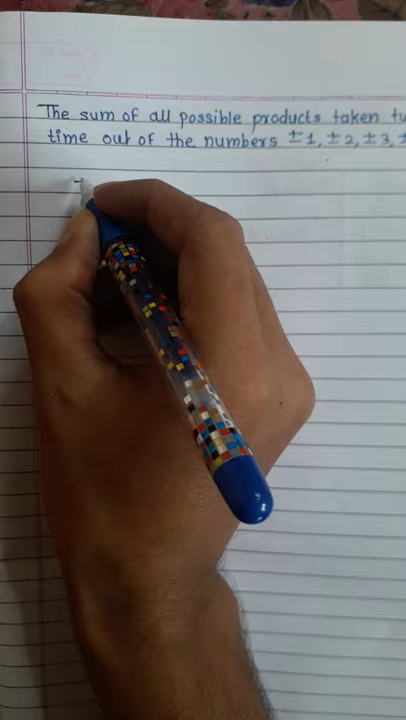 The sum of all possible products taken
time out of the numbers ±1, ±2, ±3,